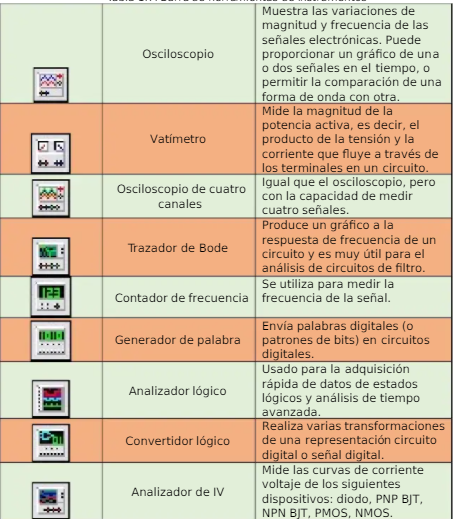 Osciloscopio
Muestra las variaciones de
magnitud y frecuencia de las
señales electrónicas. Puede
proporcionar un gráfico de una
o dos señales en el tiempo, o
permitir la comparación de una
forma de onda con otra.
Vatímetro
Mide la magnitud de la
potencia activa, es decir, el
producto de la tensión y la
corriente que fluye a través de
los terminales en un circuito.
Osciloscopio de cuatro
canales
Igual que el osciloscopio, pero
con la capacidad de medir
cuatro señales.
Trazador de Bode
Produce un gráfico a la
respuesta de frecuencia de un
circuito y es muy útil para el
análisis de circuitos de filtro.
Contador de frecuencia
Se utiliza para medir la
frecuencia de la señal.
Generador de palabra
Envía palabras digitales (o
patrones de bits) en circuitos
digitales.
Analizador lógico
Usado para la adquisición
rápida de datos de estados
lógicos y análisis de tiempo
avanzada.
Convertidor lógico
Realiza varias transformaciones
de una representación circuito
digital o señal digital.
Analizador de IV
Mide las curvas de corriente
voltaje de los siguientes
dispositivos: diodo, PNP BJT,
NPN BJT, PMOS, NMOS.